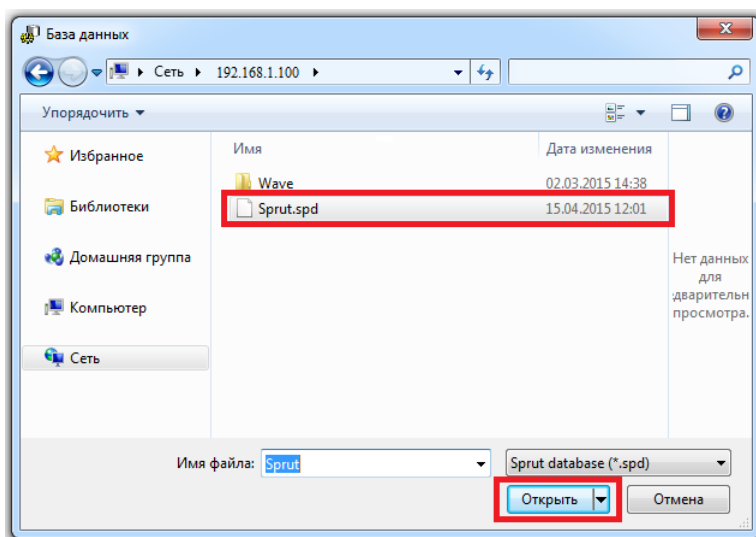 База данных
Сеть 192.168.1.100
Упорядочить
Избранное
Библиотеки
Домашняя группа
Компьютер
Сеть
Имя Дата изменения
Wave 02.03.2015 14:38
Sprut.spd 15.04.2015 12:01
Нет данных
для
дварительн
просмотра.
Имя файла: Sprut Sprut database (*.spd)
Открыть Отмена